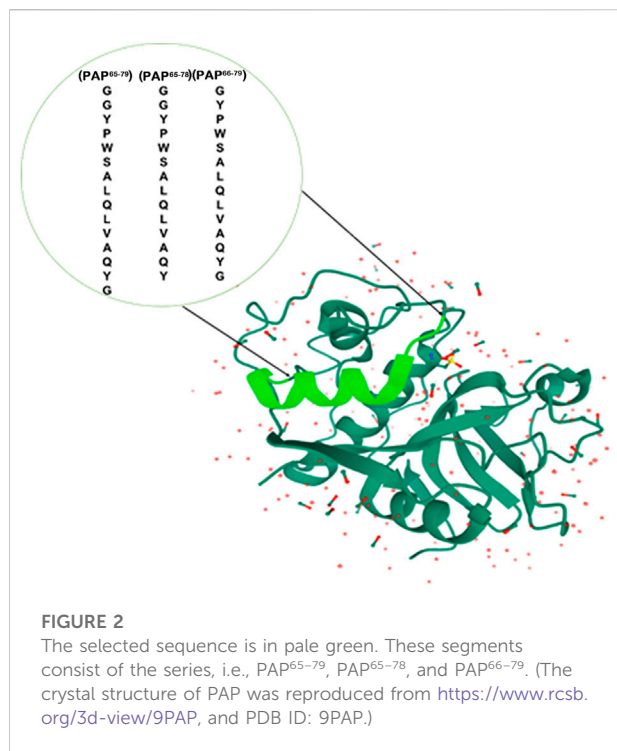 (PAP⁶⁵⁻⁷⁹) (PAP⁶⁵⁻⁷⁸)(PAP⁶⁶⁻⁷⁹)
G G G
G G Y
Y Y P
P P W
W W S
S S A
A A L
L L Q
Q Q L
L L V
V V A
A A Q
Q Q Y
Y Y G
G
FIGURE 2
The selected sequence is in pale green. These segments
consist of the series, i.e., PAP⁶⁵⁻⁷⁹, PAP⁶⁵⁻⁷⁸, and PAP⁶⁶⁻⁷⁹. (The
crystal structure of PAP was reproduced from https://www.rcsb.
org/3d-view/9PAP, and PDB ID: 9PAP.)